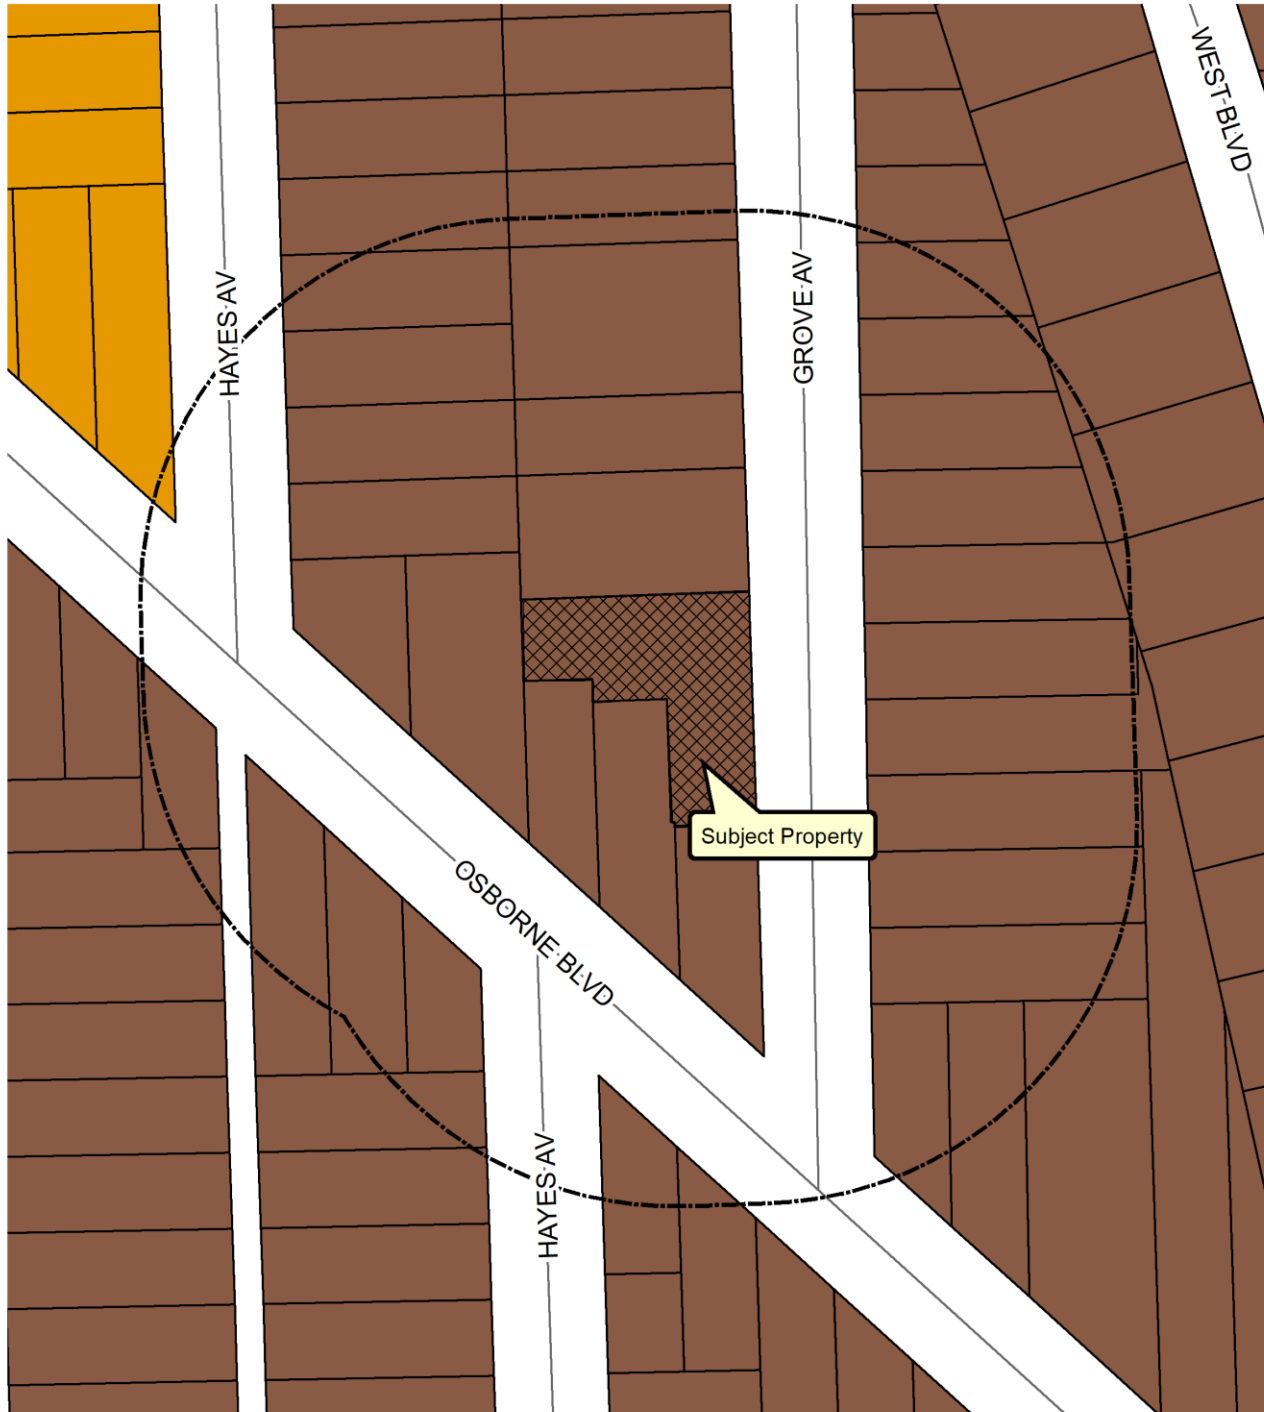 WEST BLVD
HAYES AV
GROVE AV
Subject Property
OSBORNE BLVD
HAYES AV